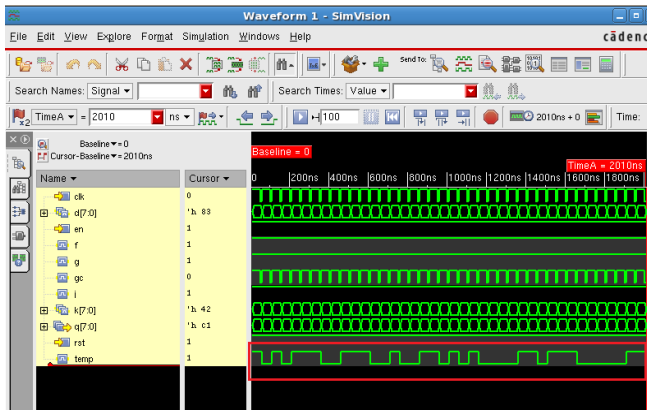 Waveform 1 - SimVision
File Edit View Explore Format Simulation Windows Help
cādenc
Send To:
Search Names: Signal
Search Times: Value
TimeA = 2010 ns
100
2010ns + 0
Time:
Baseline = 0
Cursor-Baseline = 2010ns
Baseline = 0
TimeA = 2010ns
Name Cursor
0 200ns 400ns 600ns 800ns 1000ns 1200ns 1400ns 1600ns 1800ns
clk 0
d[7:0] 'h 83
en 1
f 1
g 1
gc 0
i 1
k[7:0] 'h 42
q[7:0] 'h c1
rst 1
temp 1